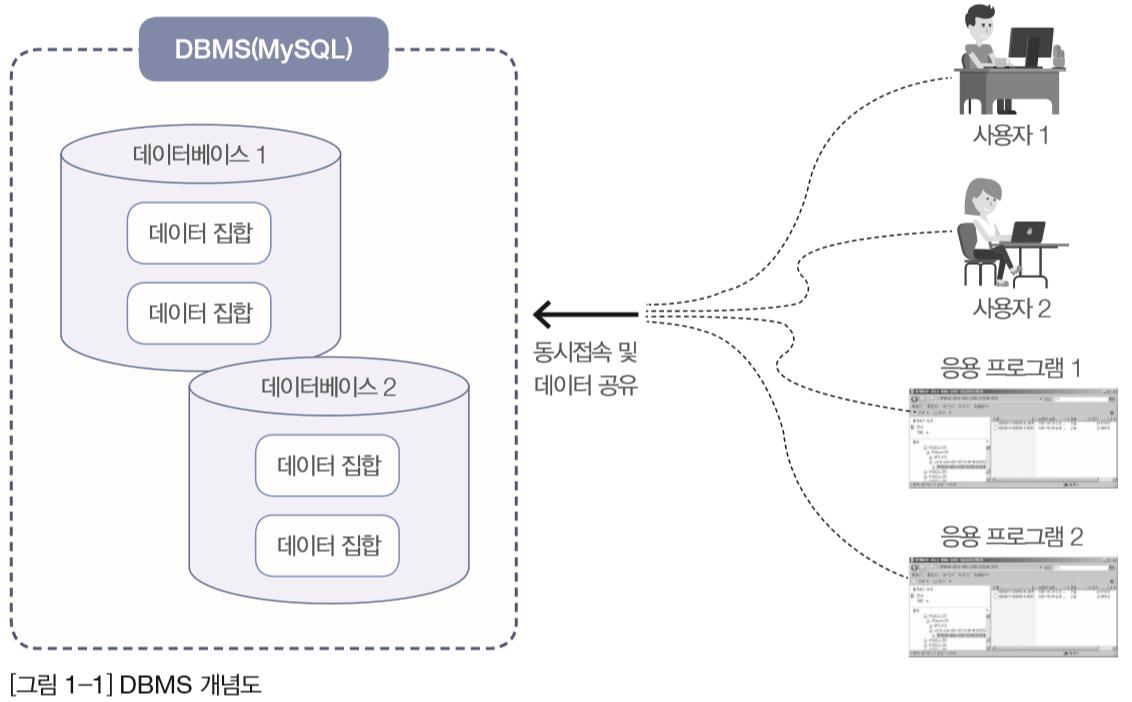 DBMS(MySQL)
데이터베이스 1
데이터 집합
데이터 집합
데이터베이스 2
데이터 집합
데이터 집합
동시접속 및
데이터 공유
사용자 1
사용자 2
응용 프로그램 1
응용 프로그램 2
[그림 1-1] DBMS 개념도